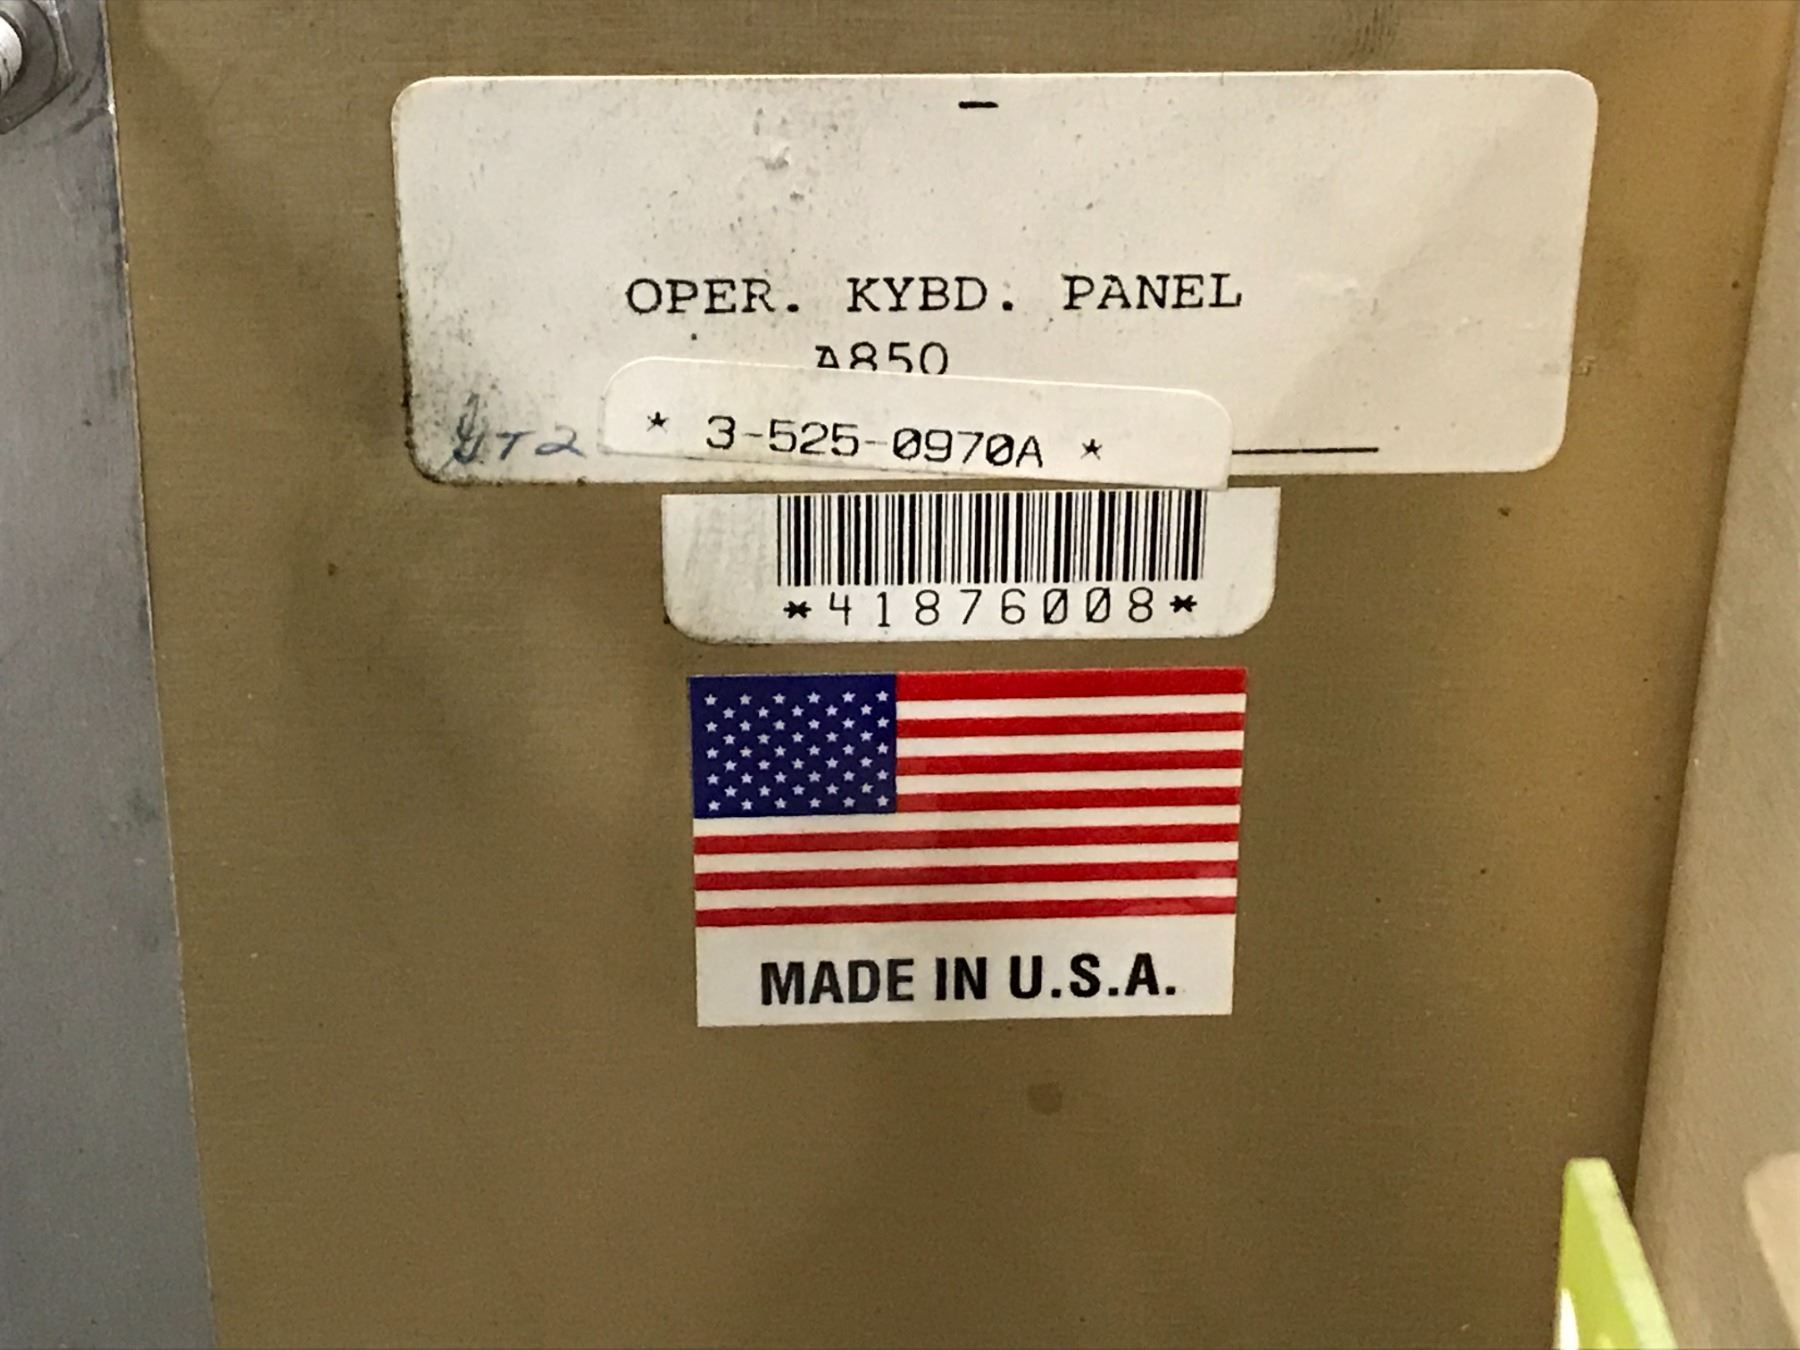 OPER. KYBD. PANEL
A850
* 3-525-0970A *
*41876008*
MADE IN U.S.A.